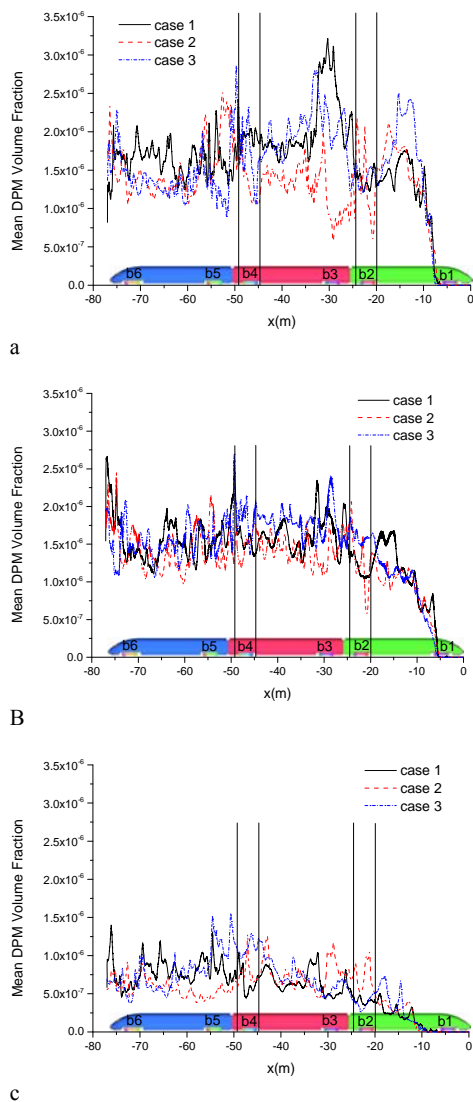 case 1
case 2
case 3
Mean DPM Volume Fraction
3.5x10⁻⁶
3.0x10⁻⁶
2.5x10⁻⁶
2.0x10⁻⁶
1.5x10⁻⁶
1.0x10⁻⁶
5.0x10⁻⁷
0.0
b6 b5 b4 b3 b2 b1
-80 -70 -60 -50 -40 -30 -20 -10 0
x(m)
a
case 1
case 2
case 3
Mean DPM Volume Fraction
3.5x10⁻⁶
3.0x10⁻⁶
2.5x10⁻⁶
2.0x10⁻⁶
1.5x10⁻⁶
1.0x10⁻⁶
5.0x10⁻⁷
0.0
b6 b5 b4 b3 b2 b1
-80 -70 -60 -50 -40 -30 -20 -10 0
x(m)
B
case 1
case 2
case 3
Mean DPM Volume Fraction
3.5x10⁻⁶
3.0x10⁻⁶
2.5x10⁻⁶
2.0x10⁻⁶
1.5x10⁻⁶
1.0x10⁻⁶
5.0x10⁻⁷
0.0
b6 b5 b4 b3 b2 b1
-80 -70 -60 -50 -40 -30 -20 -10 0
x(m)
c